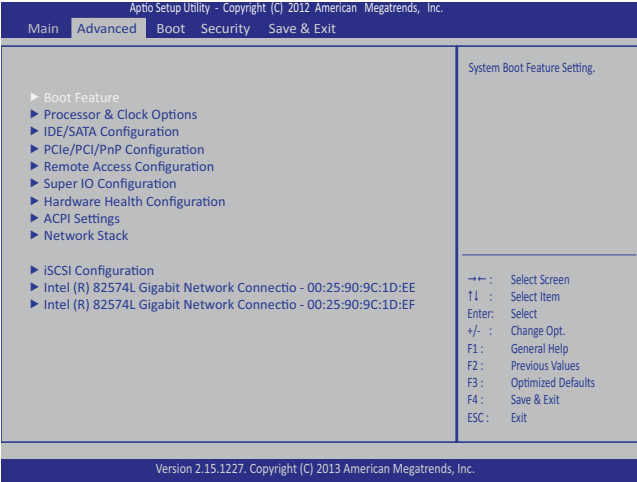 Aptio Setup Utility - Copyright (C) 2012 American Megatrends, Inc.
Main Advanced Boot Security Save & Exit
System Boot Feature Setting.
▶ Boot Feature
▶ Processor & Clock Options
▶ IDE/SATA Configuration
▶ PCIe/PCI/PnP Configuration
▶ Remote Access Configuration
▶ Super IO Configuration
▶ Hardware Health Configuration
▶ ACPI Settings
▶ Network Stack
▶ iSCSI Configuration
▶ Intel (R) 82574L Gigabit Network Connectio - 00:25:90:9C:1D:EE
▶ Intel (R) 82574L Gigabit Network Connectio - 00:25:90:9C:1D:EF
→← : Select Screen
↑↓ : Select Item
Enter: Select
+/- : Change Opt.
F1 : General Help
F2 : Previous Values
F3 : Optimized Defaults
F4 : Save & Exit
ESC : Exit
Version 2.15.1227. Copyright (C) 2013 American Megatrends, Inc.